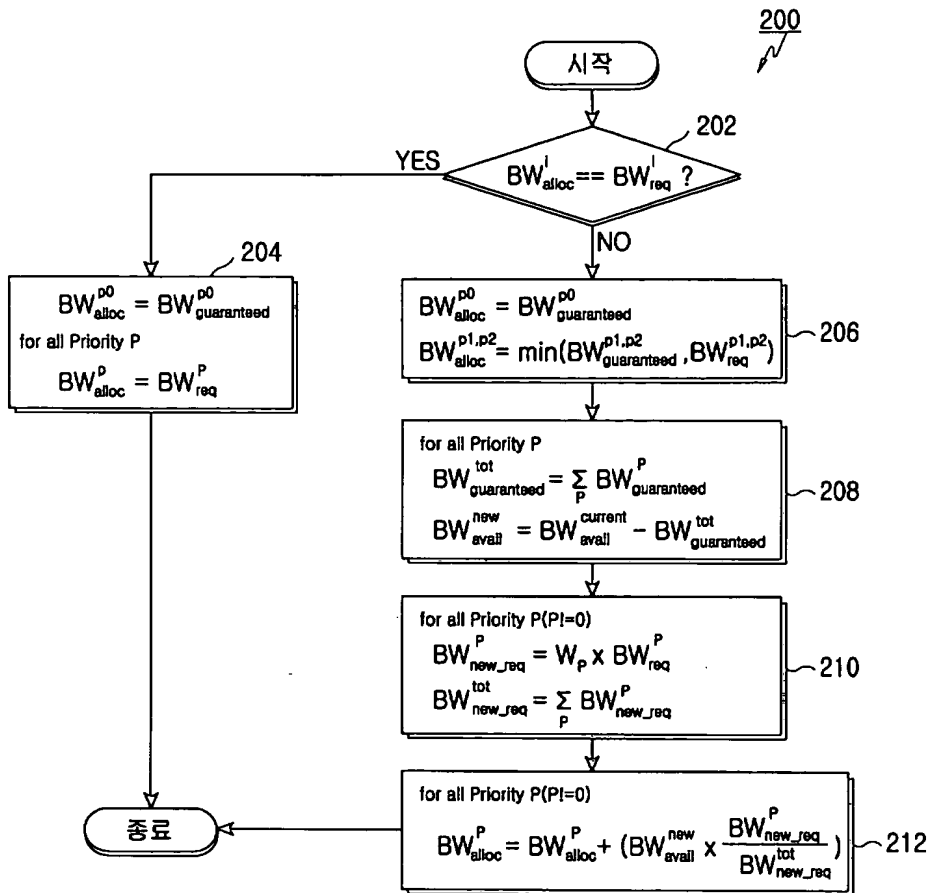 200
시작
202
YES
BW^i_alloc == BW^i_req ?
NO
204
BW^p0_alloc = BW^p0_guaranteed
for all Priority P
BW^p_alloc = BW^P_req
BW^p0_alloc = BW^p0_guaranteed
BW^p1,p2_alloc = min(BW^p1,p2_guaranteed, BW^p1,p2_req)
206
for all Priority P
BW^tot_guaranteed = Σ_P BW^P_guaranteed
BW^new_avail = BW^current_avail - BW^tot_guaranteed
208
for all Priority P(P!=0)
BW^P_new_req = W_P x BW^P_req
BW^tot_new_req = Σ_P BW^P_new_req
210
for all Priority P(P!=0)
BW^P_alloc = BW^P_alloc + (BW^new_avail x BW^P_new_req / BW^tot_new_req)
212
종료